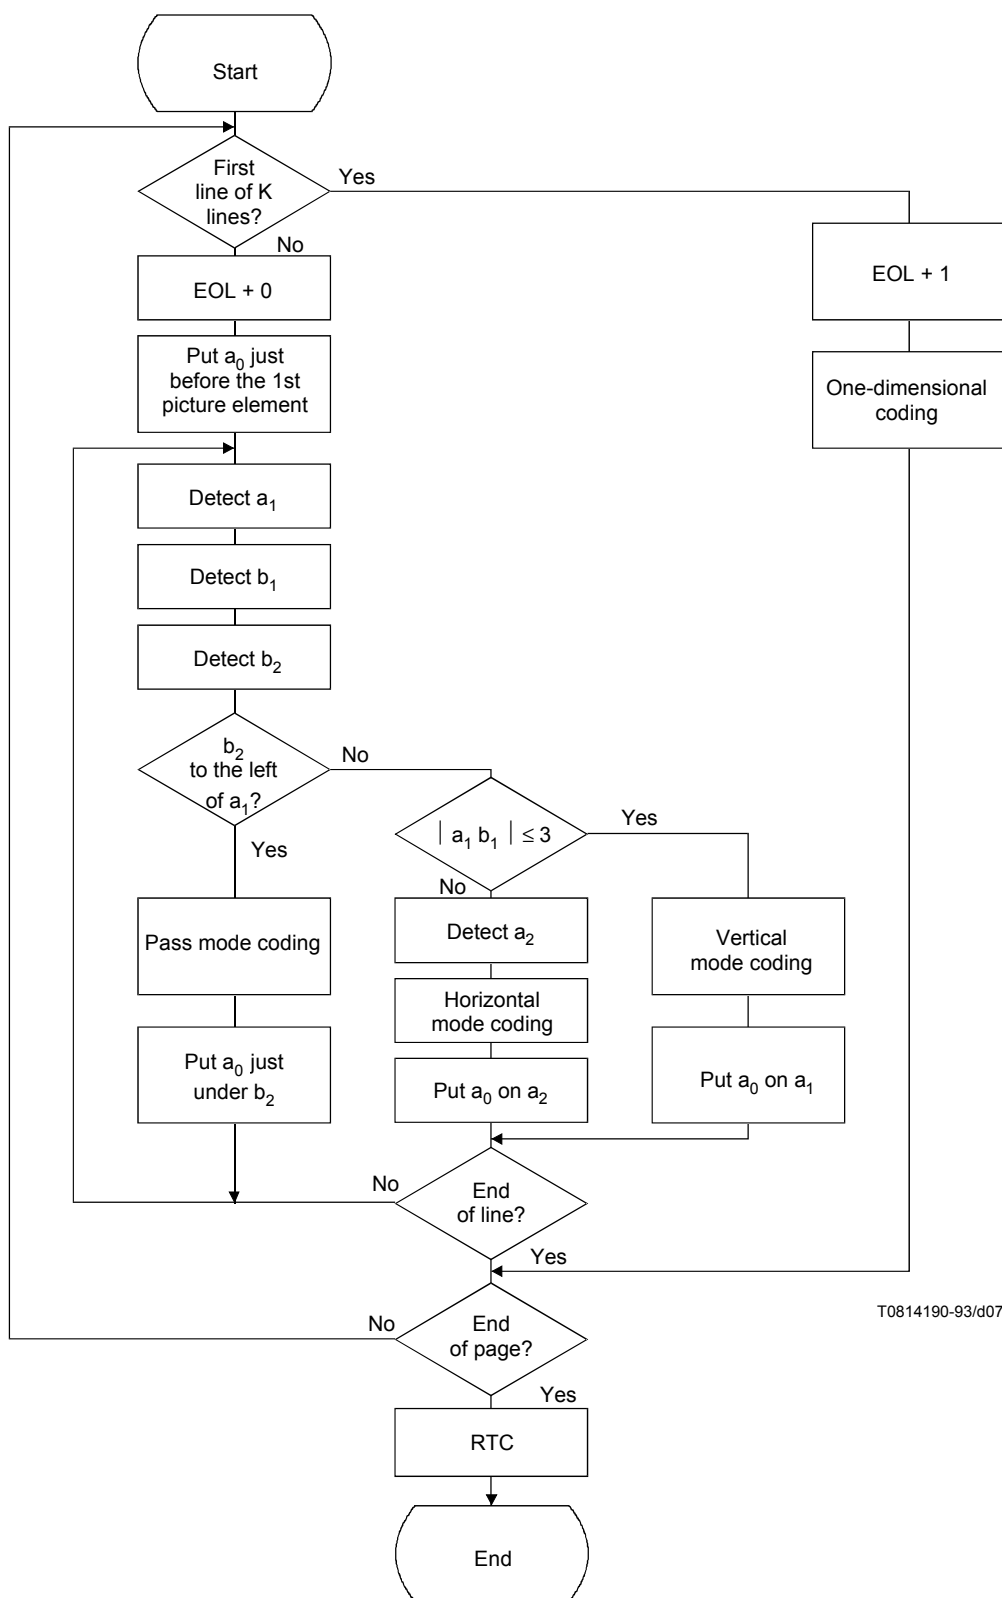 Start
First
line of K
lines?
Yes
No
EOL + 0
EOL + 1
Put a₀ just
before the 1st
picture element
One-dimensional
coding
Detect a₁
Detect b₁
Detect b₂
b₂
to the left
of a₁?
No
Yes
| a₁ b₁ | ≤ 3
Yes
No
Pass mode coding
Detect a₂
Vertical
mode coding
Horizontal
mode coding
Put a₀ just
under b₂
Put a₀ on a₂
Put a₀ on a₁
No
End
of line?
Yes
T0814190-93/d07
No
End
of page?
Yes
RTC
End